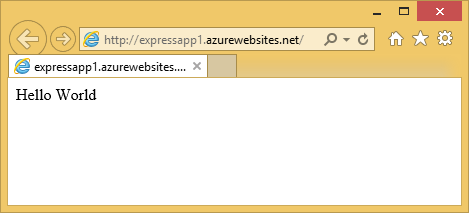 http://expressapp1.azurewebsites.net/
expressapp1.azurewebsites....
Hello World